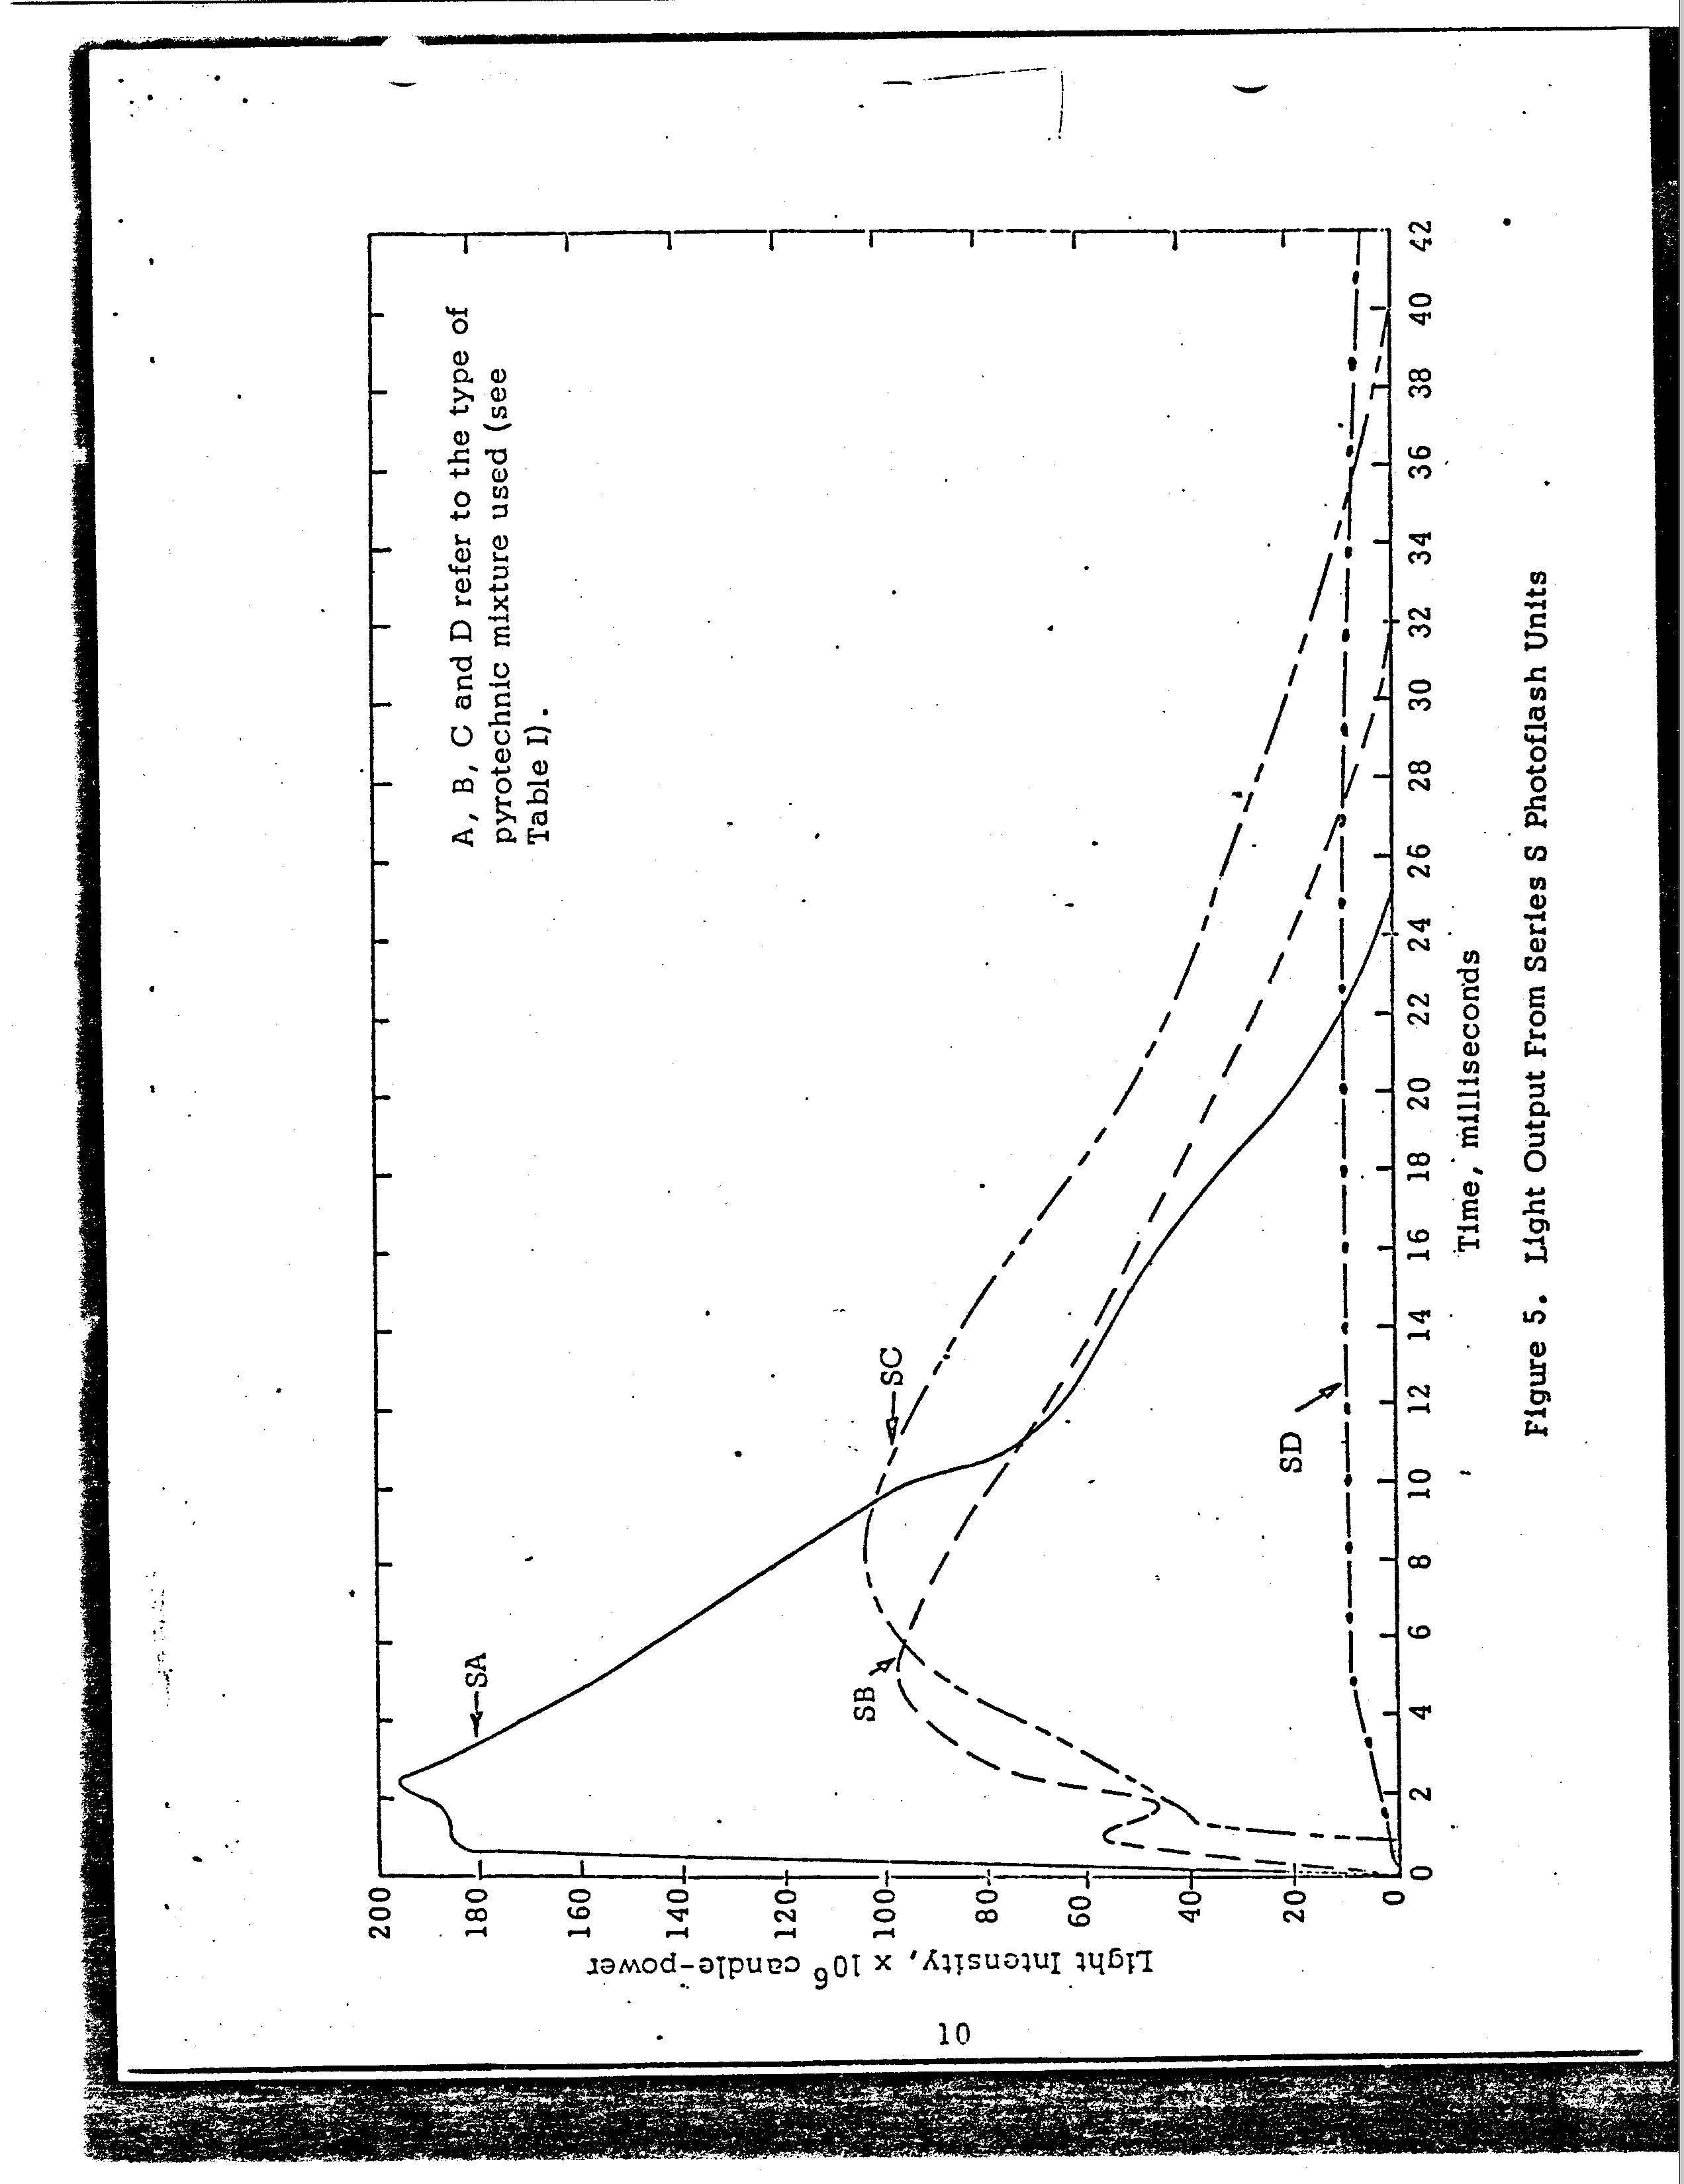 A, B, C and D refer to the type of
pyrotechnic mixture used (see
Table I).
SA
SB
SC
SD
200
180
160
140
120
100
80
60
40
20
0
Light Intensity, x 10⁶ candle-power
0 2 4 6 8 10 12 14 16 18 20 22 24 26 28 30 32 34 36 38 40 42
Time, milliseconds
Figure 5. Light Output From Series S Photoflash Units
10